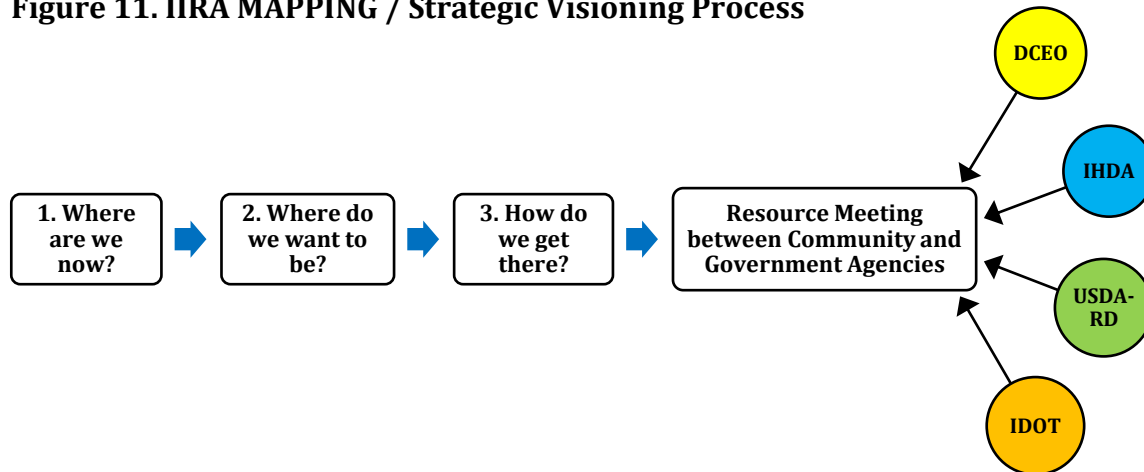 Figure 11. IIRA MAPPING / Strategic Visioning Process
DCEO
IHDA
1. Where
are we
now?
2. Where do
we want to
be?
3. How do
we get
there?
Resource Meeting
between Community and
Government Agencies
USDA-
RD
IDOT